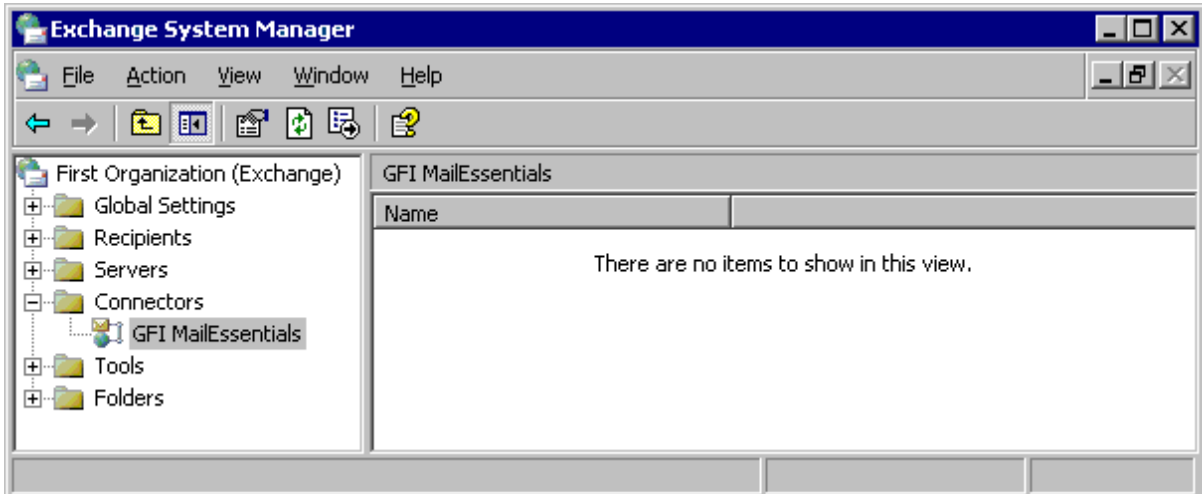 Exchange System Manager
File Action View Window Help
First Organization (Exchange)
Global Settings
Recipients
Servers
Connectors
GFI MailEssentials
Tools
Folders
GFI MailEssentials
Name
There are no items to show in this view.